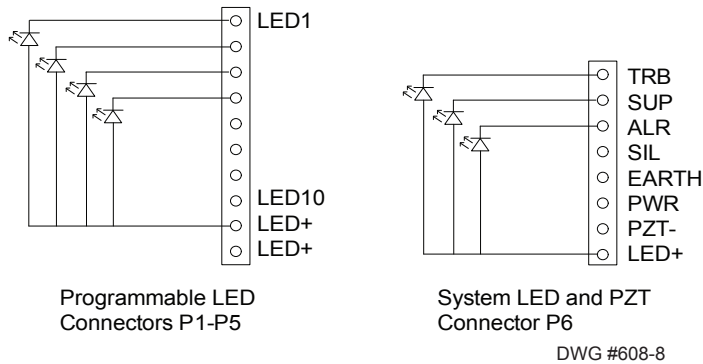 LED1
LED10
LED+
LED+
Programmable LED
Connectors P1-P5
TRB
SUP
ALR
SIL
EARTH
PWR
PZT-
LED+
System LED and PZT
Connector P6
DWG #608-8